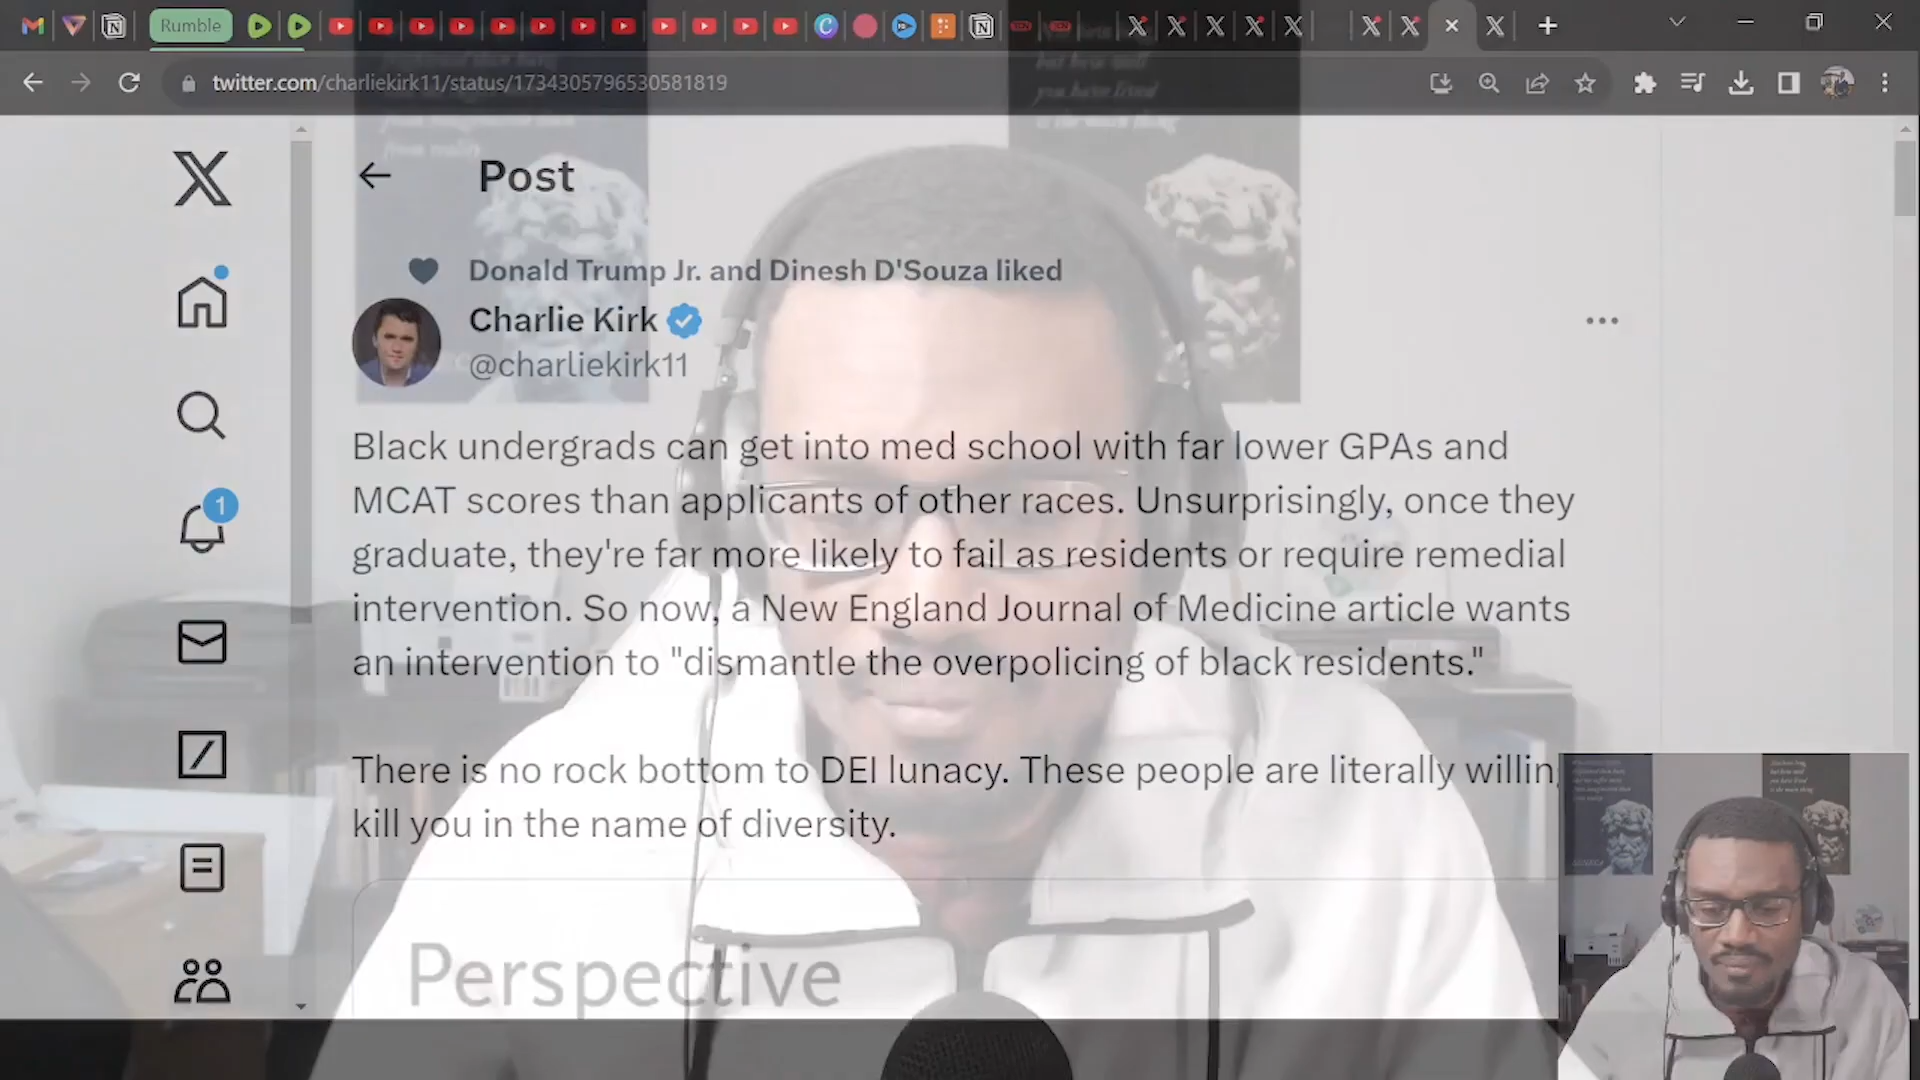 Rumble
twitter.com/charliekirk11/status/1734305796530581819
Post
Donald Trump Jr. and Dinesh D'Souza liked
Charlie Kirk
@charliekirk11
1
Black undergrads can get into med school with far lower GPAs and
MCAT scores than applicants of other races. Unsurprisingly, once they
graduate, they're far more likely to fail as residents or require remedial
intervention. So now, a New England Journal of Medicine article wants
an intervention to "dismantle the overpolicing of black residents."
There is no rock bottom to DEI lunacy. These people are literally
kill you in the name of diversity.
Perspective